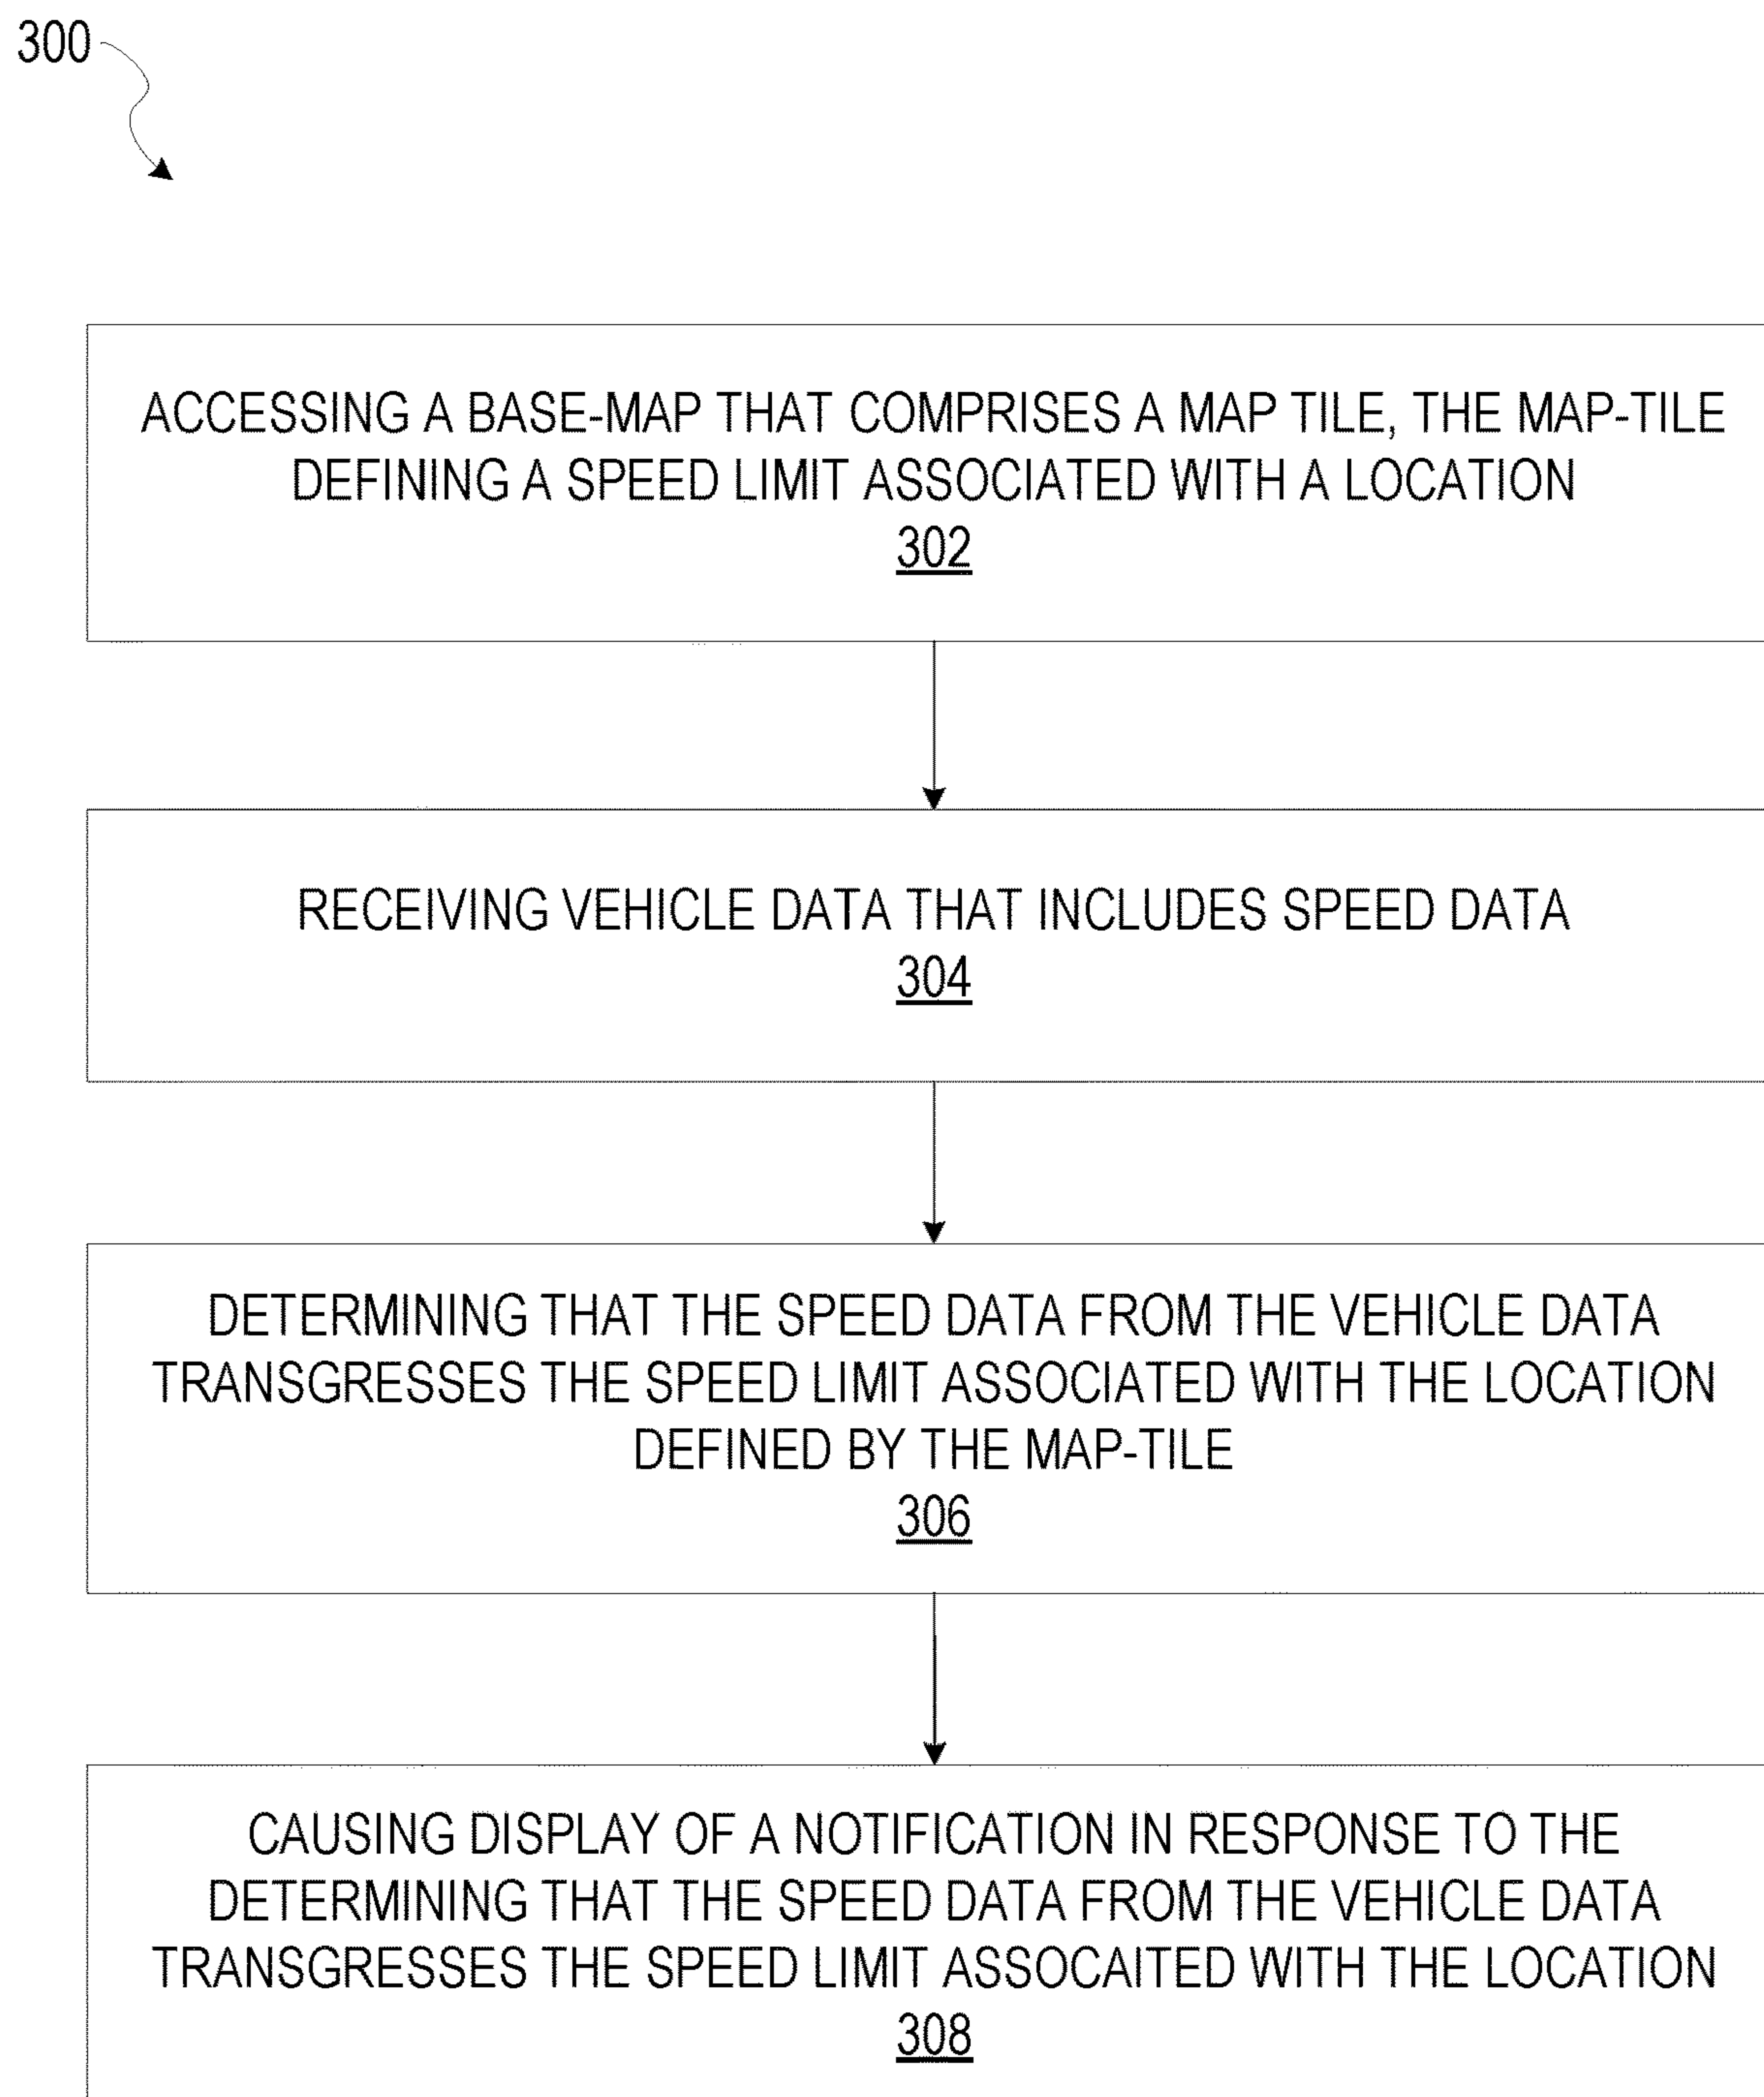 300
ACCESSING A BASE-MAP THAT COMPRISES A MAP TILE, THE MAP-TILE
DEFINING A SPEED LIMIT ASSOCIATED WITH A LOCATION
302
RECEIVING VEHICLE DATA THAT INCLUDES SPEED DATA
304
DETERMINING THAT THE SPEED DATA FROM THE VEHICLE DATA
TRANSGRESSES THE SPEED LIMIT ASSOCIATED WITH THE LOCATION
DEFINED BY THE MAP-TILE
306
CAUSING DISPLAY OF A NOTIFICATION IN RESPONSE TO THE
DETERMINING THAT THE SPEED DATA FROM THE VEHICLE DATA
TRANSGRESSES THE SPEED LIMIT ASSOCAITED WITH THE LOCATION
308